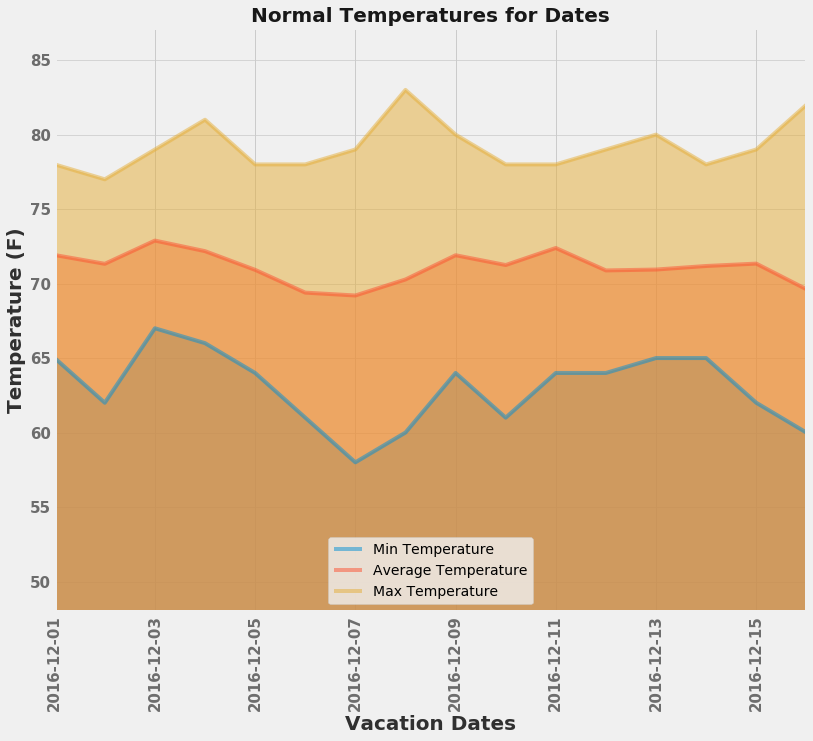 Normal Temperatures for Dates
Temperature (F)
85
80
75
70
65
60
55
50
Min Temperature
Average Temperature
Max Temperature
2016-12-01
2016-12-03
2016-12-05
2016-12-07
2016-12-09
2016-12-11
2016-12-13
2016-12-15
Vacation Dates